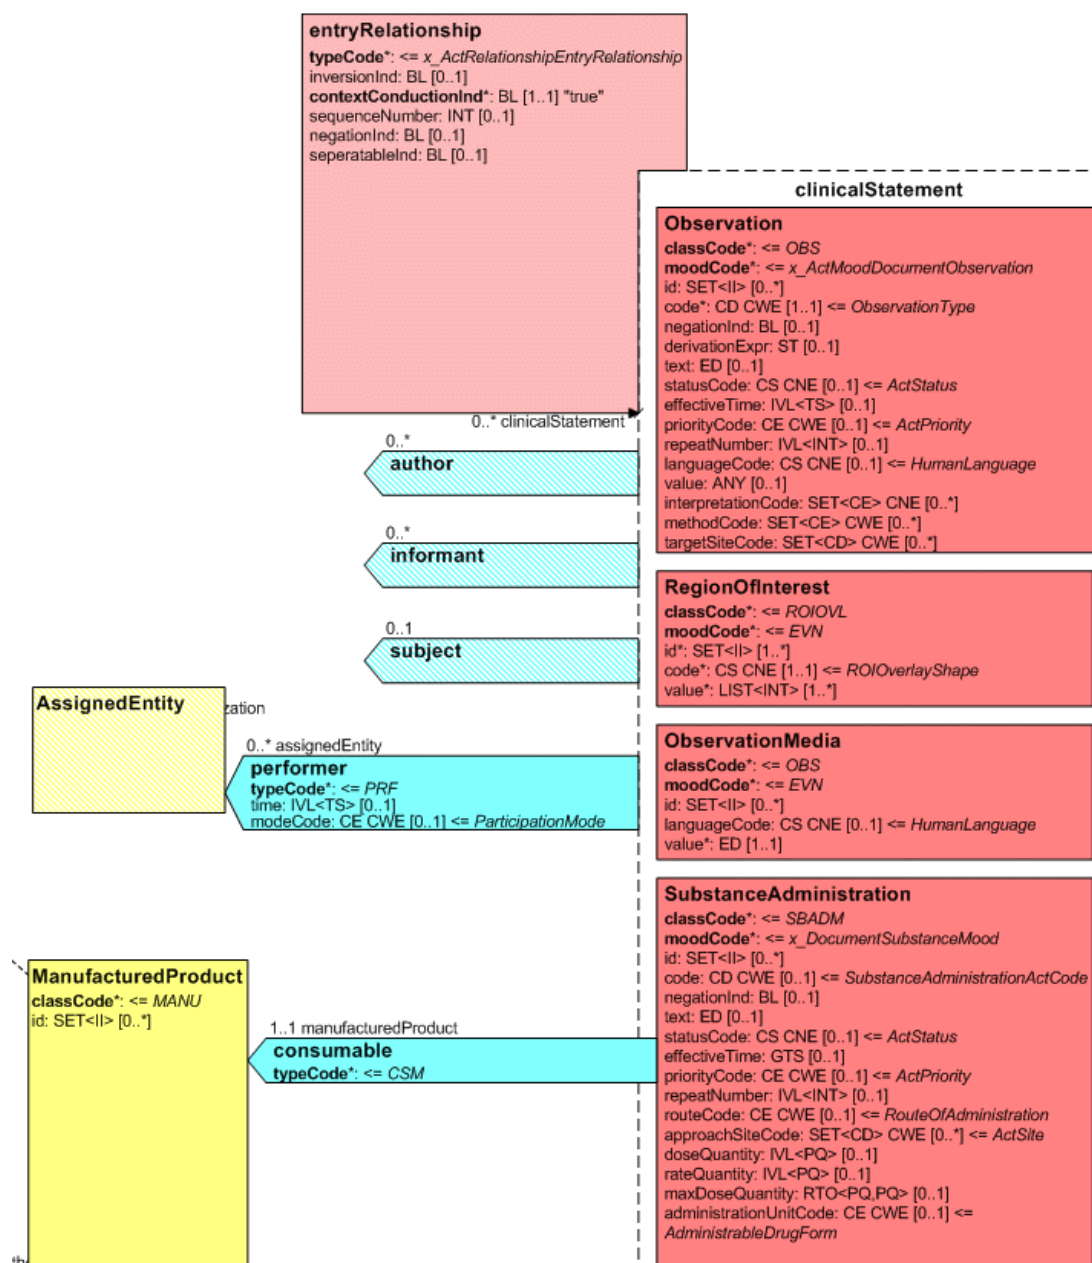 entryRelationship
typeCode*: <= x_ActRelationshipEntryRelationship
inversionInd: BL [0..1]
contextConductionInd*: BL [1..1] "true"
sequenceNumber: INT [0..1]
negationInd: BL [0..1]
seperatableInd: BL [0..1]
clinicalStatement
Observation
classCode*: <= OBS
moodCode*: <= x_ActMoodDocumentObservation
id: SET<II> [0..*]
code*: CD CWE [1..1] <= ObservationType
negationInd: BL [0..1]
derivationExpr: ST [0..1]
text: ED [0..1]
statusCode: CS CNE [0..1] <= ActStatus
effectiveTime: IVL<TS> [0..1]
priorityCode: CE CWE [0..1] <= ActPriority
repeatNumber: IVL<INT> [0..1]
languageCode: CS CNE [0..1] <= HumanLanguage
value: ANY [0..1]
interpretationCode: SET<CE> CNE [0..*]
methodCode: SET<CE> CWE [0..*]
targetSiteCode: SET<CD> CWE [0..*]
0..* clinicalStatement
0..*
author
0..*
informant
0..1
subject
RegionOfInterest
classCode*: <= ROIOVL
moodCode*: <= EVN
id*: SET<II> [1..*]
code*: CS CNE [1..1] <= ROIOverlayShape
value*: LIST<INT> [1..*]
AssignedEntity
zation
0..* assignedEntity
performer
typeCode*: <= PRF
time: IVL<TS> [0..1]
modeCode: CE CWE [0..1] <= ParticipationMode
ObservationMedia
classCode*: <= OBS
moodCode*: <= EVN
id: SET<II> [0..*]
languageCode: CS CNE [0..1] <= HumanLanguage
value*: ED [1..1]
SubstanceAdministration
classCode*: <= SBADM
moodCode*: <= x_DocumentSubstanceMood
id: SET<II> [0..*]
code: CD CWE [0..1] <= SubstanceAdministrationActCode
negationInd: BL [0..1]
text: ED [0..1]
statusCode: CS CNE [0..1] <= ActStatus
effectiveTime: GTS [0..1]
priorityCode: CE CWE [0..1] <= ActPriority
repeatNumber: IVL<INT> [0..1]
routeCode: CE CWE [0..1] <= RouteOfAdministration
approachSiteCode: SET<CD> CWE [0..*] <= ActSite
doseQuantity: IVL<PQ> [0..1]
rateQuantity: IVL<PQ> [0..1]
maxDoseQuantity: RTO<PQ,PQ> [0..1]
administrationUnitCode: CE CWE [0..1] <=
AdministrableDrugForm
ManufacturedProduct
classCode*: <= MANU
id: SET<II> [0..*]
1..1 manufacturedProduct
consumable
typeCode*: <= CSM